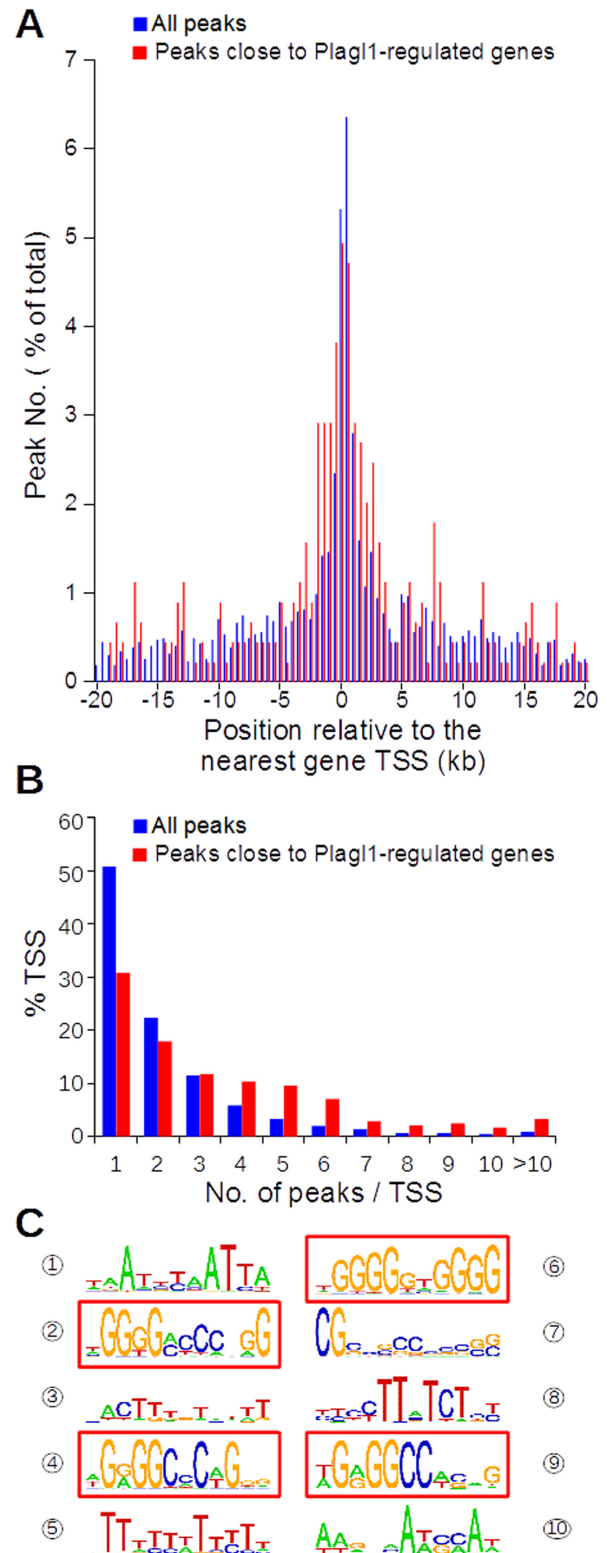 A
All peaks
Peaks close to Plagl1-regulated genes
7
6
5
4
3
2
1
0
Peak No. ( % of total)
-20 -15 -10 -5 0 5 10 15 20
Position relative to the
nearest gene TSS (kb)
B
All peaks
Peaks close to Plagl1-regulated genes
60
50
40
30
20
10
0
% TSS
1 2 3 4 5 6 7 8 9 10 >10
No. of peaks / TSS
C
① ⑥
② ⑦
③ ⑧
④ ⑨
⑤ ⑩